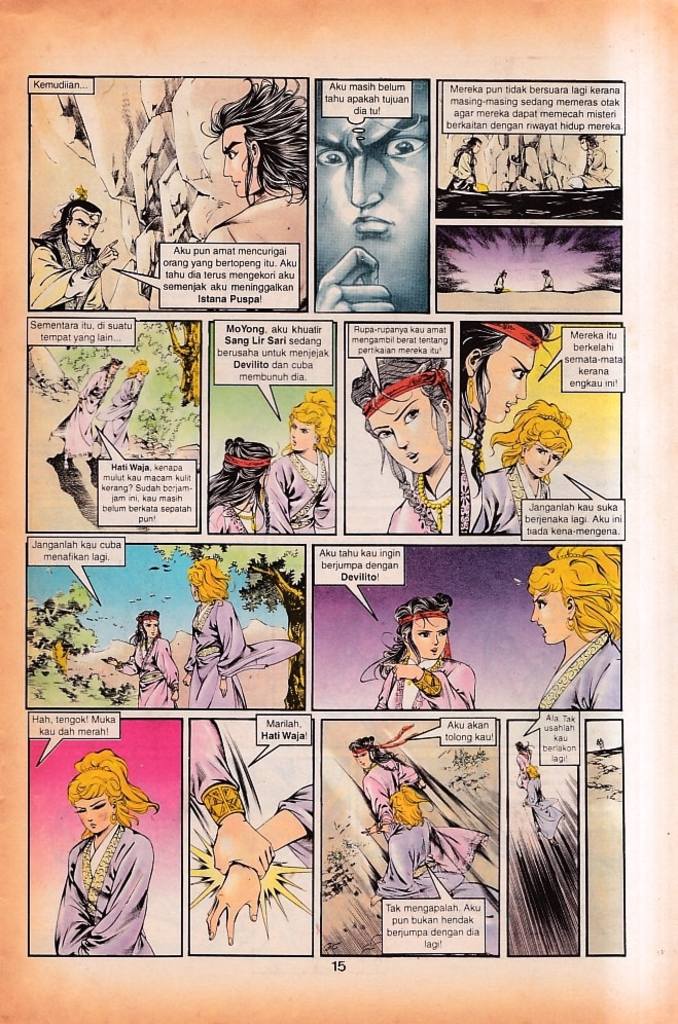 Kemudiian...
Aku pun amat mencurigai
orang yang bertopeng itu. Aku
tahu dia terus mengekori aku
semenjak aku meninggalkan
Istana Puspa!
Aku masih belum
tahu apakah tujuan
dia tu!
Mereka pun tidak bersuara lagi kerana
masing-masing sedang memeras otak
agar mereka dapat memecah misteri
berkaitan dengan riwayat hidup mereka.
Sementara itu, di suatu
tempat yang lain...
Hati Waja, kenapa
mulut kau macam kulit
kerang? Sudah berjam-
jam ini, kau masih
belum berkata sepatah
pun!
MoYong, aku khuatir
Sang Lir Sari sedang
berusaha untuk menjejak
Devilito dan cuba
membunuh dia.
Rupa-rupanya kau amat
mengambil berat tentang
pertikaian mereka itu!
Mereka itu
berkelahi
semata-mata
kerana
engkau ini!
Janganlah kau suka
berjenaka lagi. Aku ini
tiada kena-mengena.
Janganlah kau cuba
menafikan lagi.
Aku tahu kau ingin
berjumpa dengan
Devilito!
Hah, tengok! Muka
kau dah merah!
Marilah,
Hati Waja!
Aku akan
tolong kau!
Tak mengapalah. Aku
pun bukan hendak
berjumpa dengan dia
lagi!
Ala. Tak
usahlah
kau
berlakon
lagi!
15